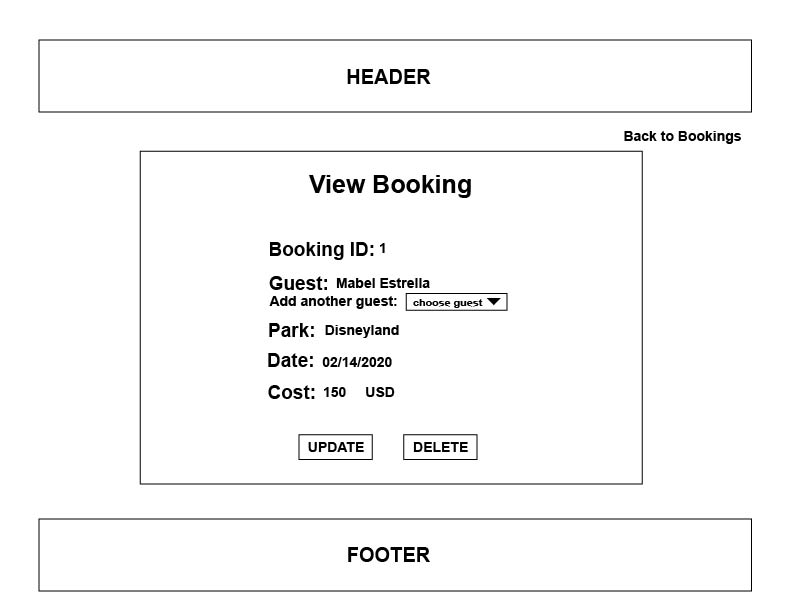 HEADER
Back to Bookings
View Booking
Booking ID: 1
Guest: Mabel Estrella
Add another guest: choose guest
Park: Disneyland
Date: 02/14/2020
Cost: 150 USD
UPDATE DELETE
FOOTER